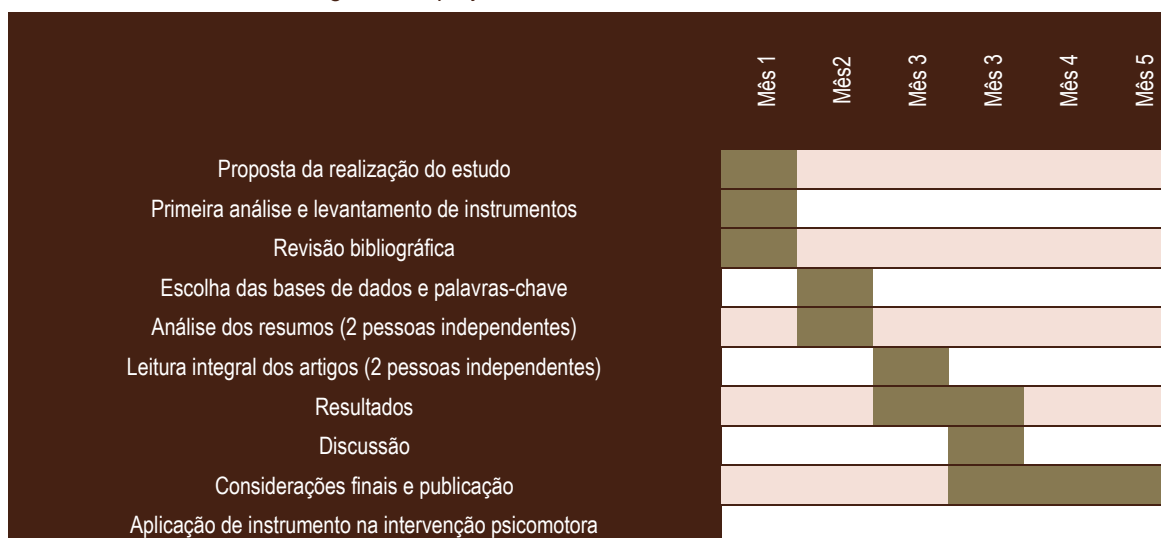 Mês 1
Mês2
Mês 3
Mês 3
Mês 4
Mês 5
Proposta da realização do estudo
Primeira análise e levantamento de instrumentos
Revisão bibliográfica
Escolha das bases de dados e palavras-chave
Análise dos resumos (2 pessoas independentes)
Leitura integral dos artigos (2 pessoas independentes)
Resultados
Discussão
Considerações finais e publicação
Aplicação de instrumento na intervenção psicomotora